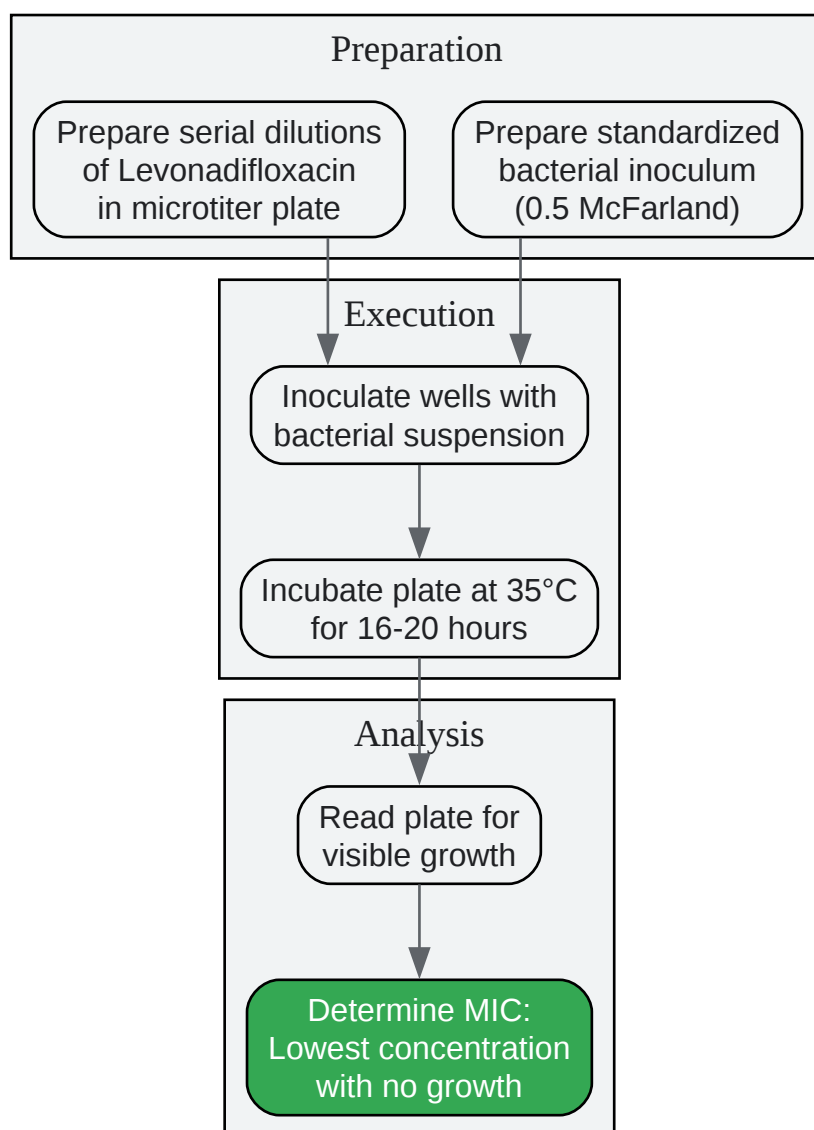 Preparation
Prepare serial dilutions
of Levonadifloxacin
in microtiter plate
Prepare standardized
bacterial inoculum
(0.5 McFarland)
Execution
Inoculate wells with
bacterial suspension
Incubate plate at 35°C
for 16-20 hours
Analysis
Read plate for
visible growth
Determine MIC:
Lowest concentration
with no growth